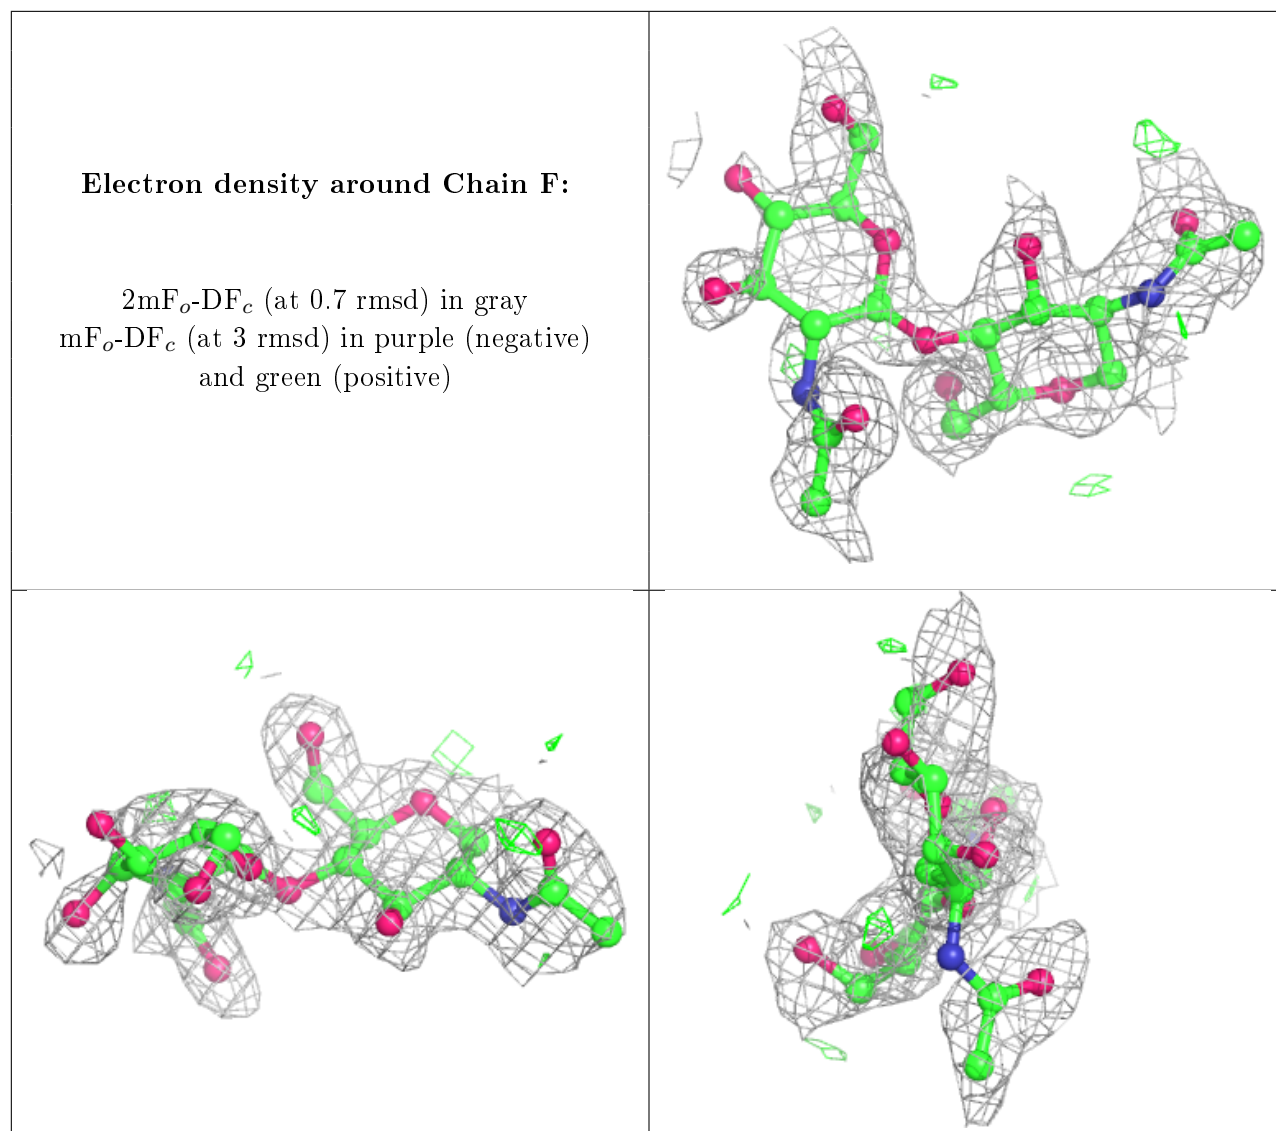 Electron density around Chain F:
2mFₒ-DF𝒸 (at 0.7 rmsd) in gray
mFₒ-DF𝒸 (at 3 rmsd) in purple (negative)
and green (positive)